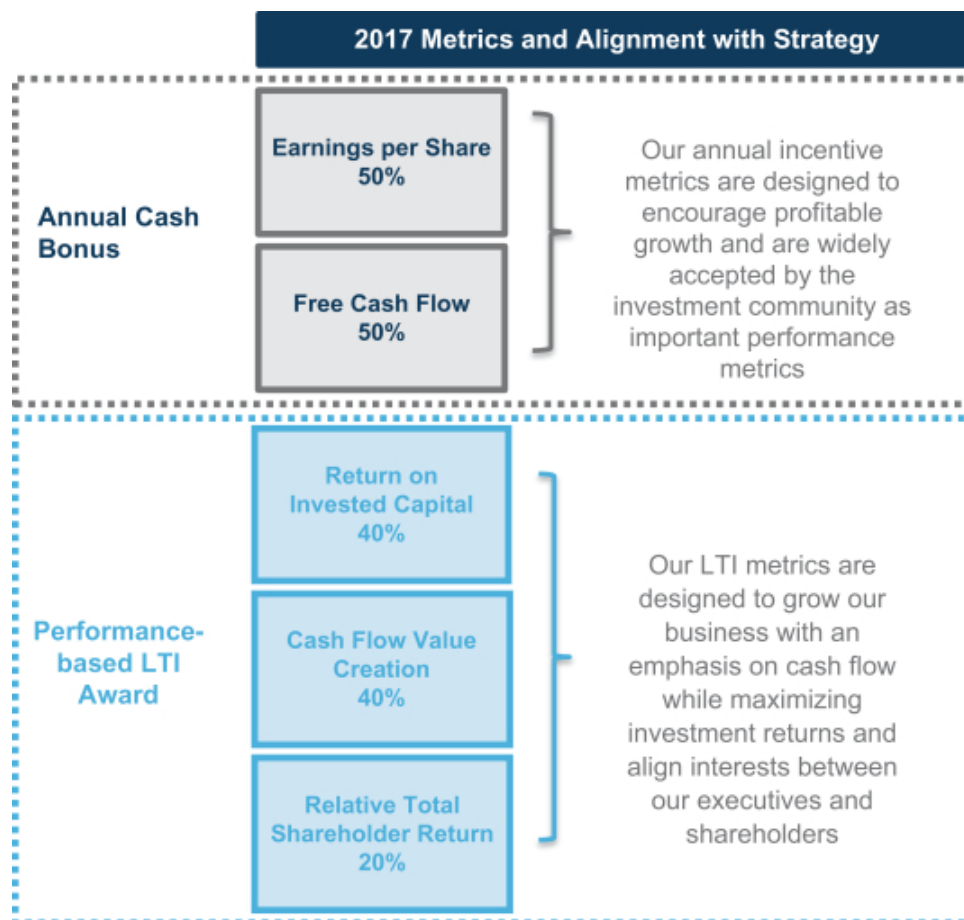 2017 Metrics and Alignment with Strategy
Annual Cash
Bonus
Earnings per Share
50%
Free Cash Flow
50%
Our annual incentive
metrics are designed to
encourage profitable
growth and are widely
accepted by the
investment community as
important performance
metrics
Performance-
based LTI
Award
Return on
Invested Capital
40%
Cash Flow Value
Creation
40%
Relative Total
Shareholder Return
20%
Our LTI metrics are
designed to grow our
business with an
emphasis on cash flow
while maximizing
investment returns and
align interests between
our executives and
shareholders